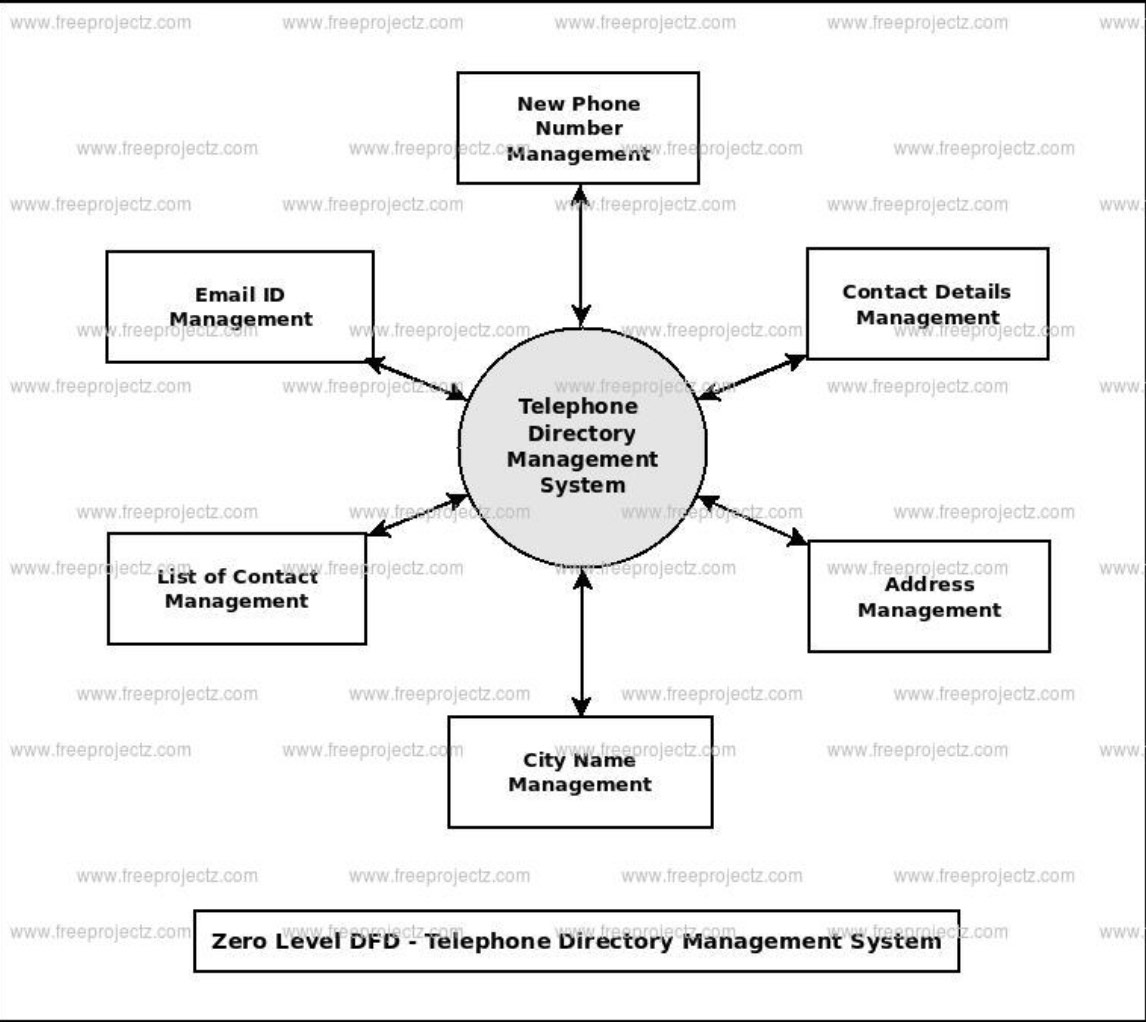 www.freeprojectz.com www.freeprojectz.com www.freeprojectz.com www.freeprojectz.com www.
New Phone
Number
Management
www.freeprojectz.com www.freeprojectz.com www.freeprojectz.com www.freeprojectz.com
www.freeprojectz.com www.freeprojectz.com www.freeprojectz.com www.freeprojectz.com www.
Email ID
Management
Contact Details
Management
www.freeprojectz.com www.freeprojectz.com www.freeprojectz.com www.freeprojectz.com
www.freeprojectz.com www.freeprojectz.com www.freeprojectz.com www.freeprojectz.com www.
Telephone
Directory
Management
System
www.freeprojectz.com www.freeprojectz.com www.freeprojectz.com www.freeprojectz.com
www.freeprojectz.com www.freeprojectz.com www.freeprojectz.com www.freeprojectz.com www.
List of Contact
Management
Address
Management
www.freeprojectz.com www.freeprojectz.com www.freeprojectz.com www.freeprojectz.com
www.freeprojectz.com www.freeprojectz.com www.freeprojectz.com www.freeprojectz.com www.
City Name
Management
www.freeprojectz.com www.freeprojectz.com www.freeprojectz.com www.freeprojectz.com
www.freeprojectz.com www.freeprojectz.com www.freeprojectz.com www.freeprojectz.com www.
Zero Level DFD - Telephone Directory Management System